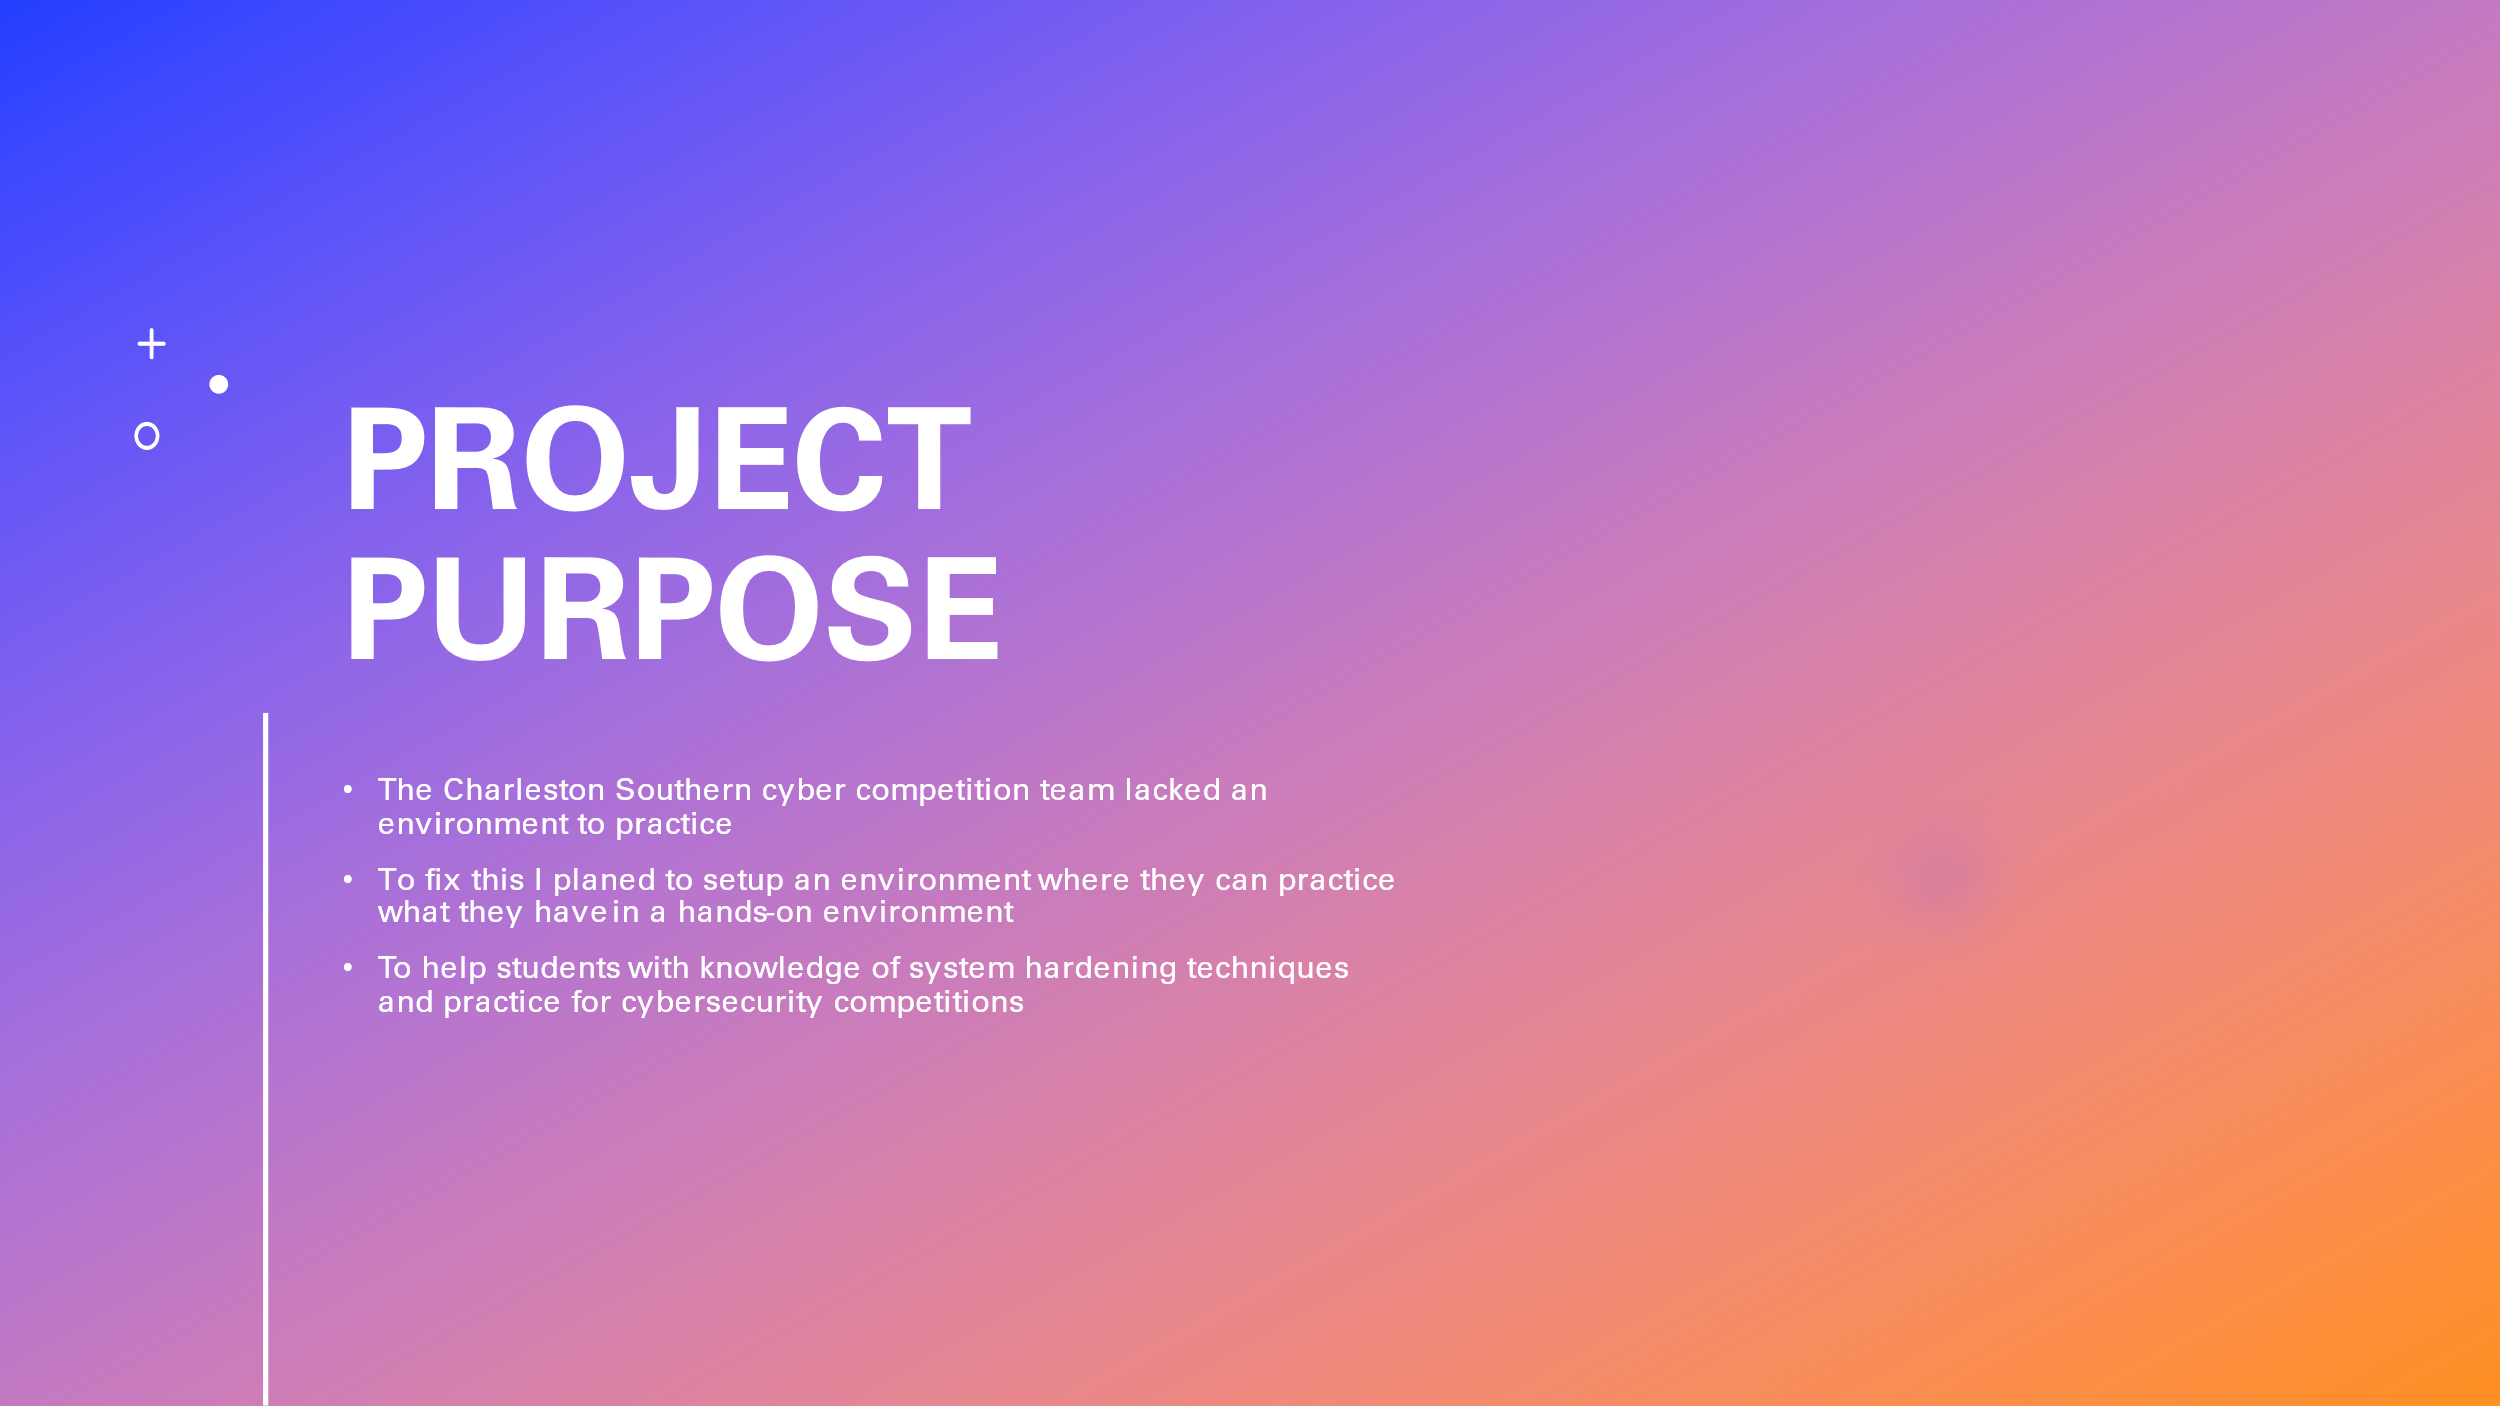 PROJECT
PURPOSE
• The Charleston Southern cyber competition team lacked an
environment to practice
• To fix this I planed to setup an environment where they can practice
what they have in a hands-on environment
• To help students with knowledge of system hardening techniques
and practice for cybersecurity competitions